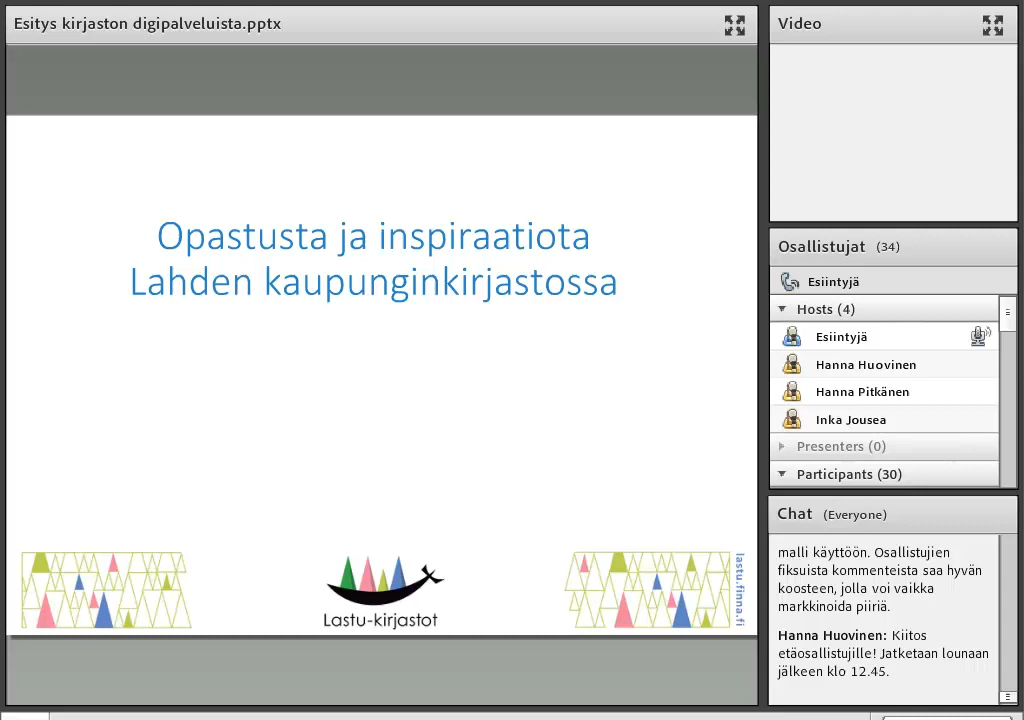 Esitys kirjaston digipalveluista.pptx
Opastusta ja inspiraatiota
Lahden kaupunginkirjastossa
Lastu-kirjastot
lastu.finna.fi
Video
Osallistujat (34)
Esiintyjä
Hosts (4)
Esiintyjä
Hanna Huovinen
Hanna Pitkänen
Inka Jousea
Presenters (0)
Participants (30)
Chat (Everyone)
malli käyttöön. Osallistujien
fiksuista kommenteista saa hyvän
koosteen, jolla voi vaikka
markkinoida piiriä.
Hanna Huovinen: Kiitos
etäosallistujille! Jatketaan lounaan
jälkeen klo 12.45.